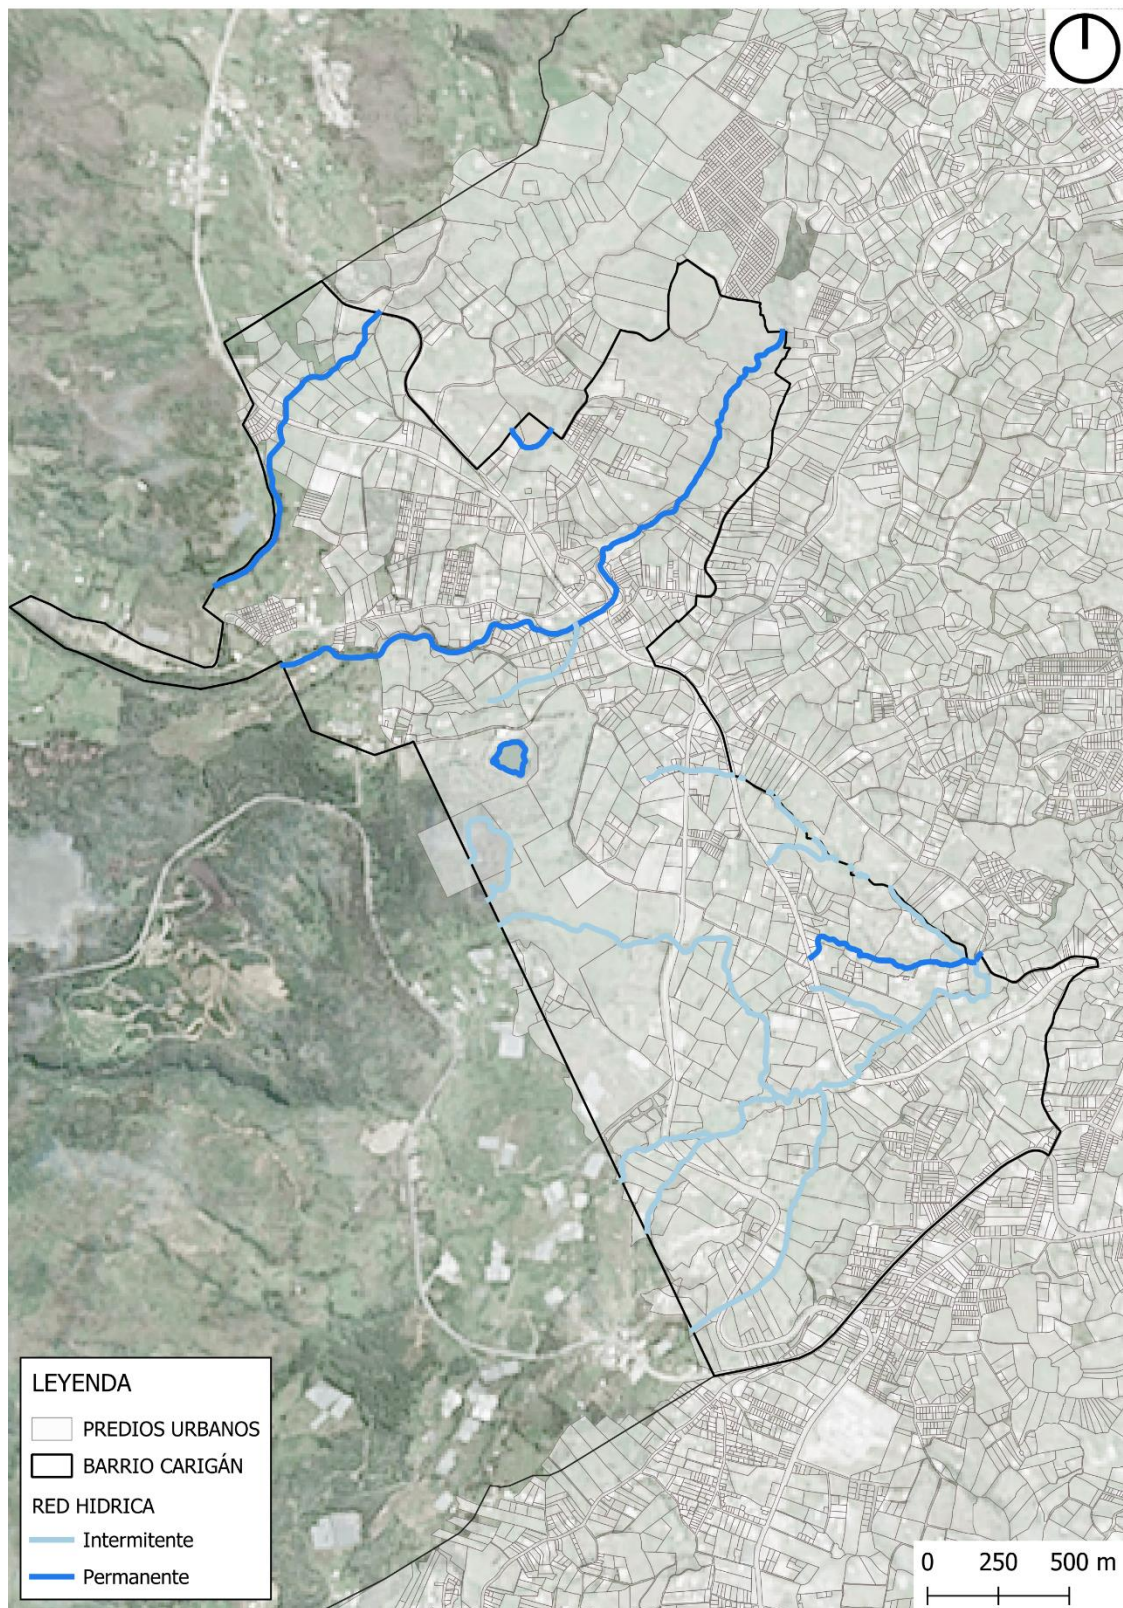 LEYENDA
PREDIOS URBANOS
BARRIO CARIGÁN
RED HIDRICA
Intermitente
Permanente
0 250 500 m